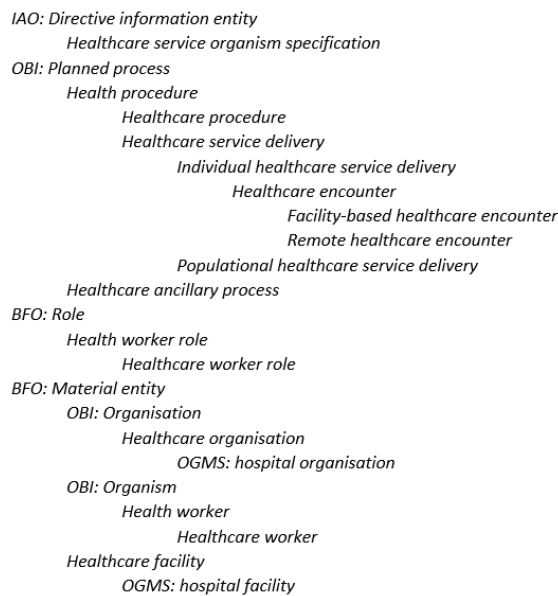 IAO: Directive information entity
Healthcare service organism specification
OBI: Planned process
Health procedure
Healthcare procedure
Healthcare service delivery
Individual healthcare service delivery
Healthcare encounter
Facility-based healthcare encounter
Remote healthcare encounter
Populational healthcare service delivery
Healthcare ancillary process
BFO: Role
Health worker role
Healthcare worker role
BFO: Material entity
OBI: Organisation
Healthcare organisation
OGMS: hospital organisation
OBI: Organism
Health worker
Healthcare worker
Healthcare facility
OGMS: hospital facility